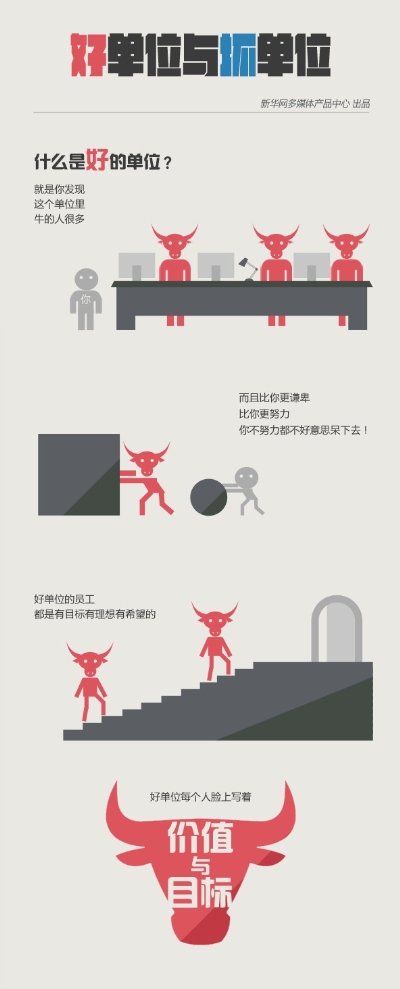 好单位与抓单位
新华网多媒体产品中心 出品
什么是好的单位？
就是你发现
这个单位里
牛的人很多
你
而且比你更谦卑
比你更努力
你不努力都不好意思呆下去！
好单位的员工
都是有目标有理想有希望的
好单位每个人脸上写着
价值
与
目标